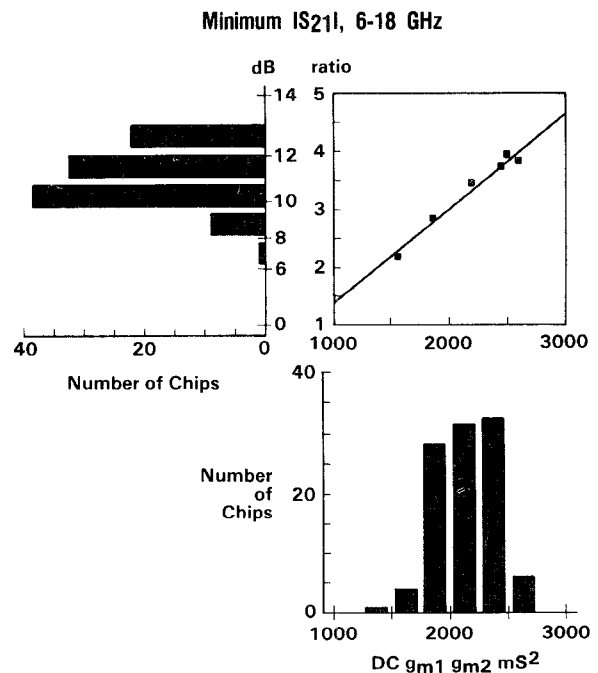 Minimum |S21|, 6-18 GHz
dB ratio
14
12
10
8
6
0
5
4
3
2
1
40 20 0
1000 2000 3000
Number of Chips
40
20
0
Number
of
Chips
1000 2000 3000
DC gm1 gm2 mS2